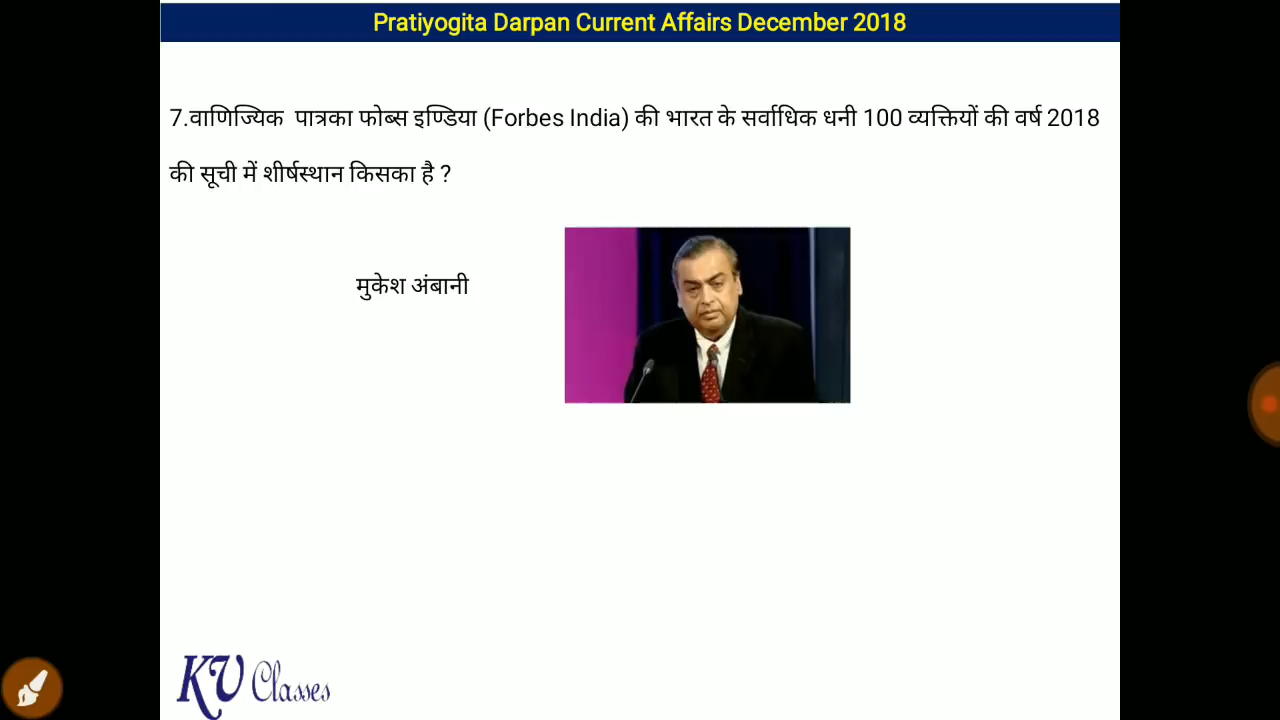 Pratiyogita Darpan Current Affairs December 2018
7.वाणिज्यिक पात्रका फोब्स इण्डिया (Forbes India) की भारत के सर्वाधिक धनी 100 व्यक्तियों की वर्ष 2018
की सूची में शीर्षस्थान किसका है ?
मुकेश अंबानी
KV Classes